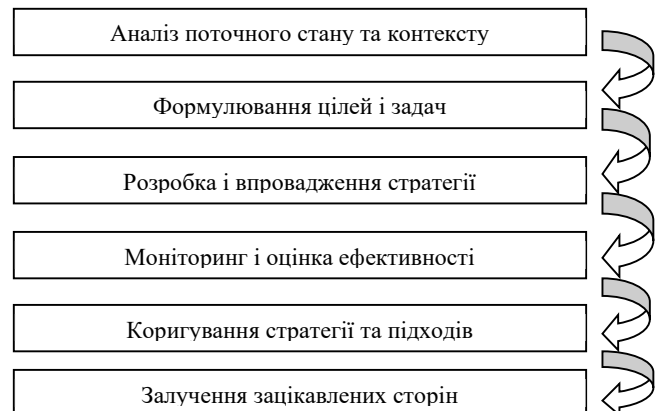 Аналіз поточного стану та контексту
Формулювання цілей і задач
Розробка і впровадження стратегії
Моніторинг і оцінка ефективності
Коригування стратегії та підходів
Залучення зацікавлених сторін